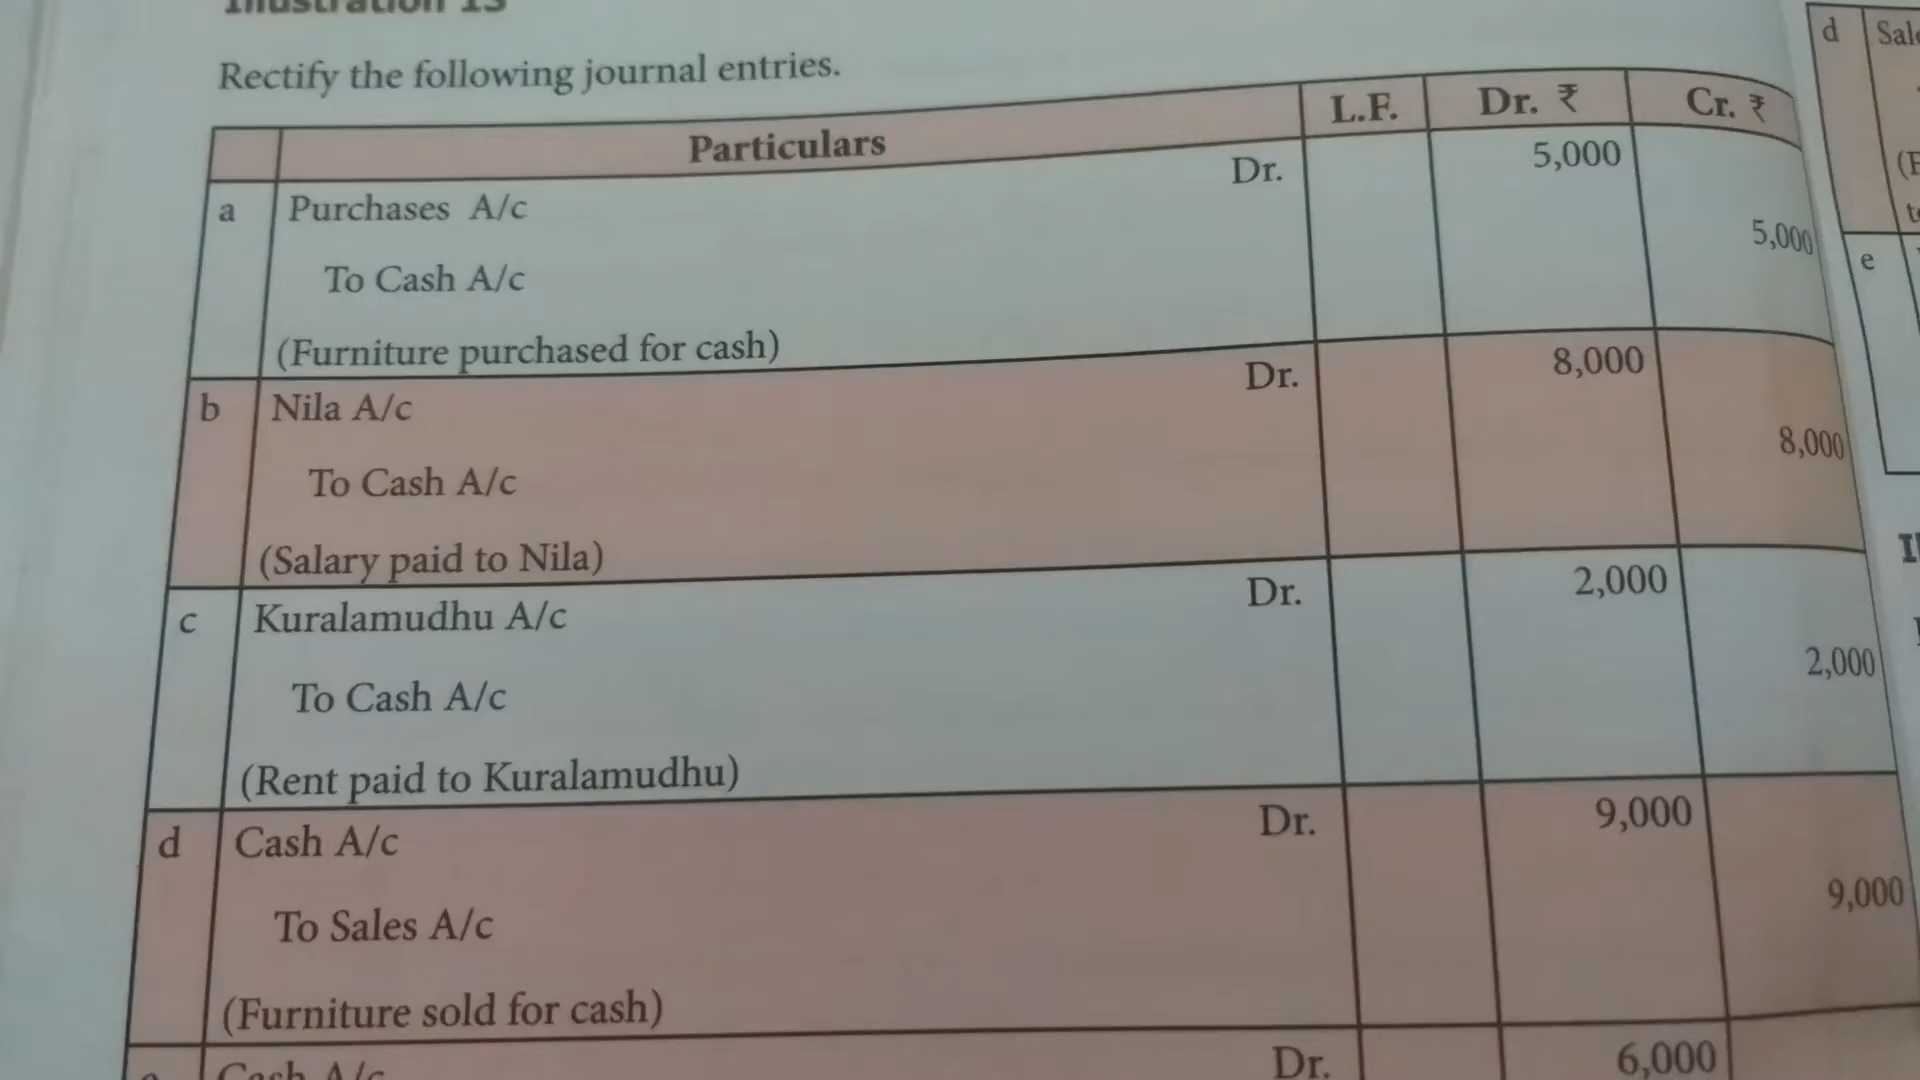 Illustration 13
Rectify the following journal entries.
Particulars L.F. Dr. ₹ Cr. ₹
a Purchases A/c Dr. 5,000
To Cash A/c 5,000
(Furniture purchased for cash)
b Nila A/c Dr. 8,000
To Cash A/c 8,000
(Salary paid to Nila)
c Kuralamudhu A/c Dr. 2,000
To Cash A/c 2,000
(Rent paid to Kuralamudhu)
d Cash A/c Dr. 9,000
To Sales A/c 9,000
(Furniture sold for cash)
Cash A/c Dr. 6,000
d
e